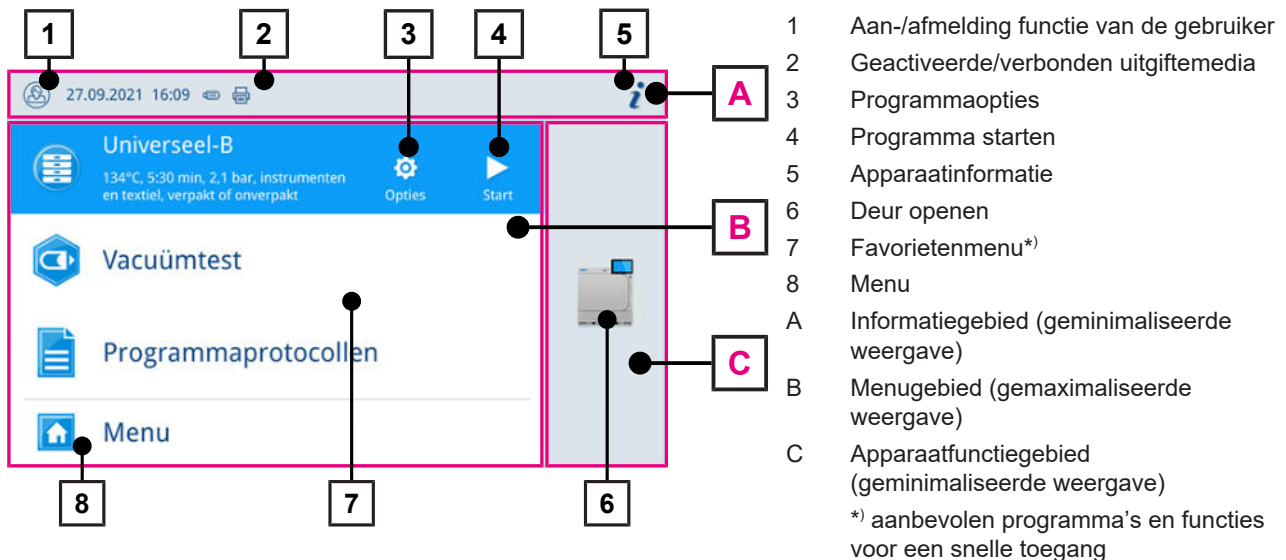 1 2 3 4 5
27.09.2021 16:09
i
A
Universeel-B
134°C, 5:30 min, 2,1 bar, instrumenten
en textiel, verpakt of onverpakt
Opties
Start
B
Vacuümtest
Programmaprotocollen
C
Menu
8 7 6
1 Aan-/afmelding functie van de gebruiker
2 Geactiveerde/verbonden uitgiftemedia
3 Programmaopties
4 Programma starten
5 Apparaatinformatie
6 Deur openen
7 Favorietenmenu*)
8 Menu
A Informatiegebied (geminimaliseerde
weergave)
B Menugebied (gemaximaliseerde
weergave)
C Apparaatfunctiegebied
(geminimaliseerde weergave)
*) aanbevolen programma's en functies
voor een snelle toegang